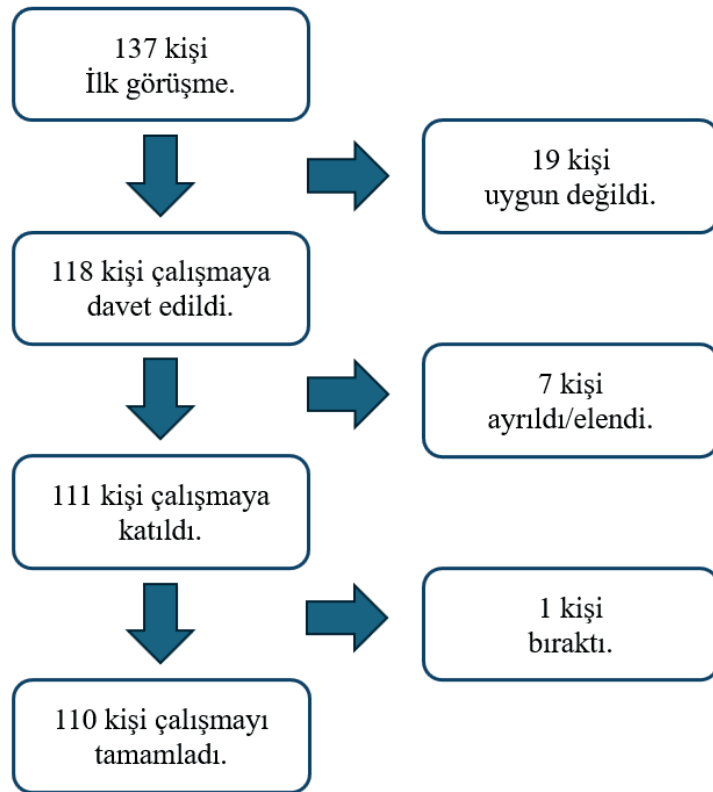 137 kişi
İlk görüşme.
19 kişi
uygun değildi.
118 kişi çalışmaya
davet edildi.
7 kişi
ayrıldı/elendi.
111 kişi çalışmaya
katıldı.
1 kişi
bıraktı.
110 kişi çalışmayı
tamamladı.